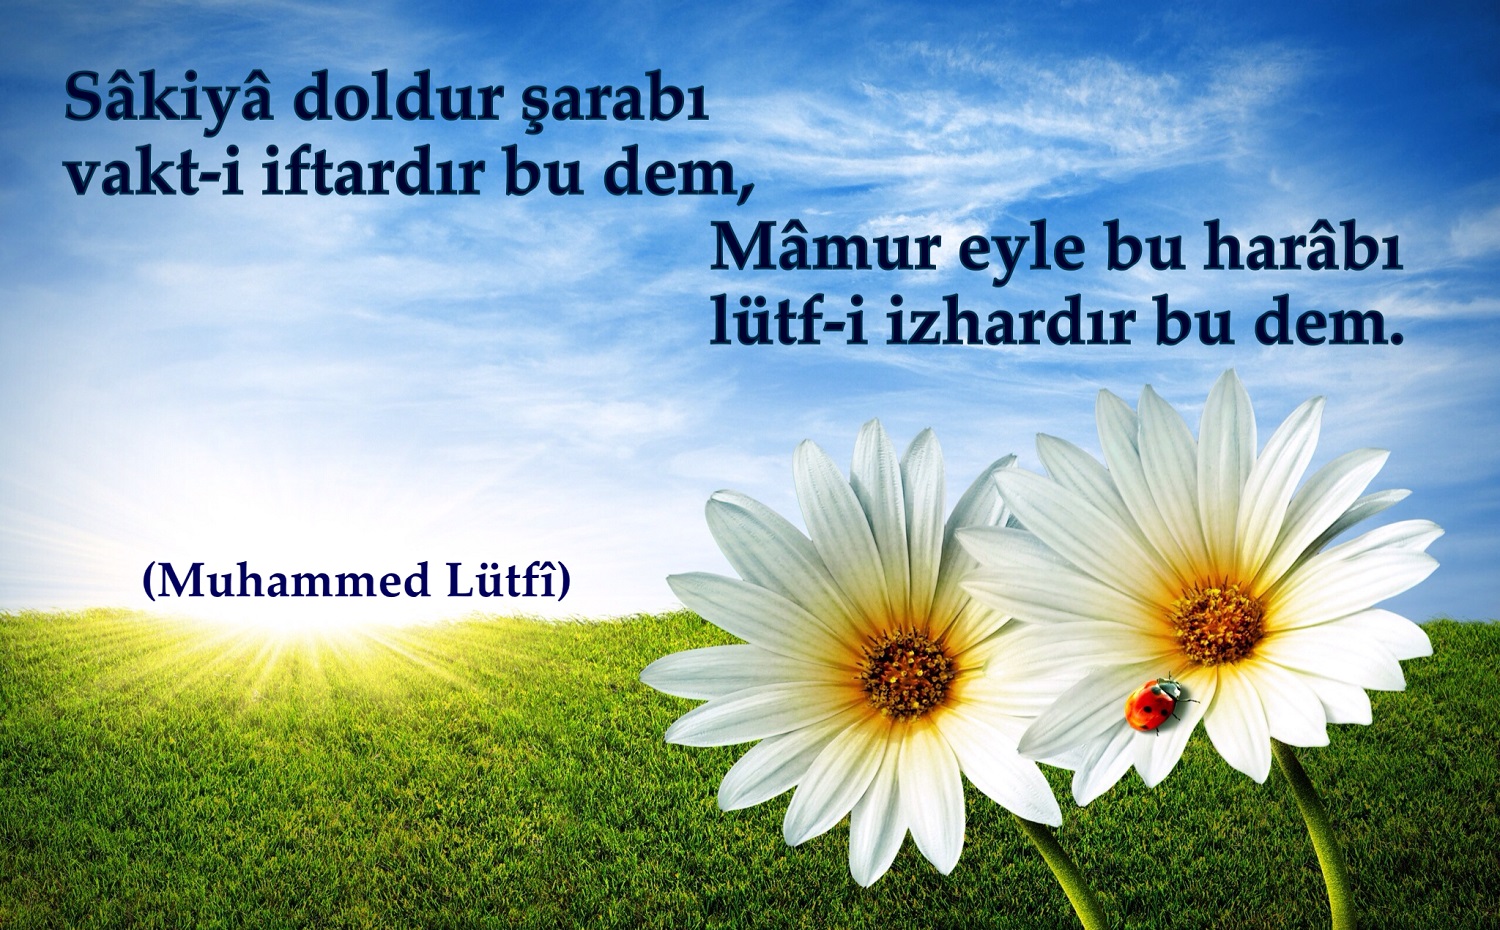 Sâkiyâ doldur şarabı
vakt-i iftardır bu dem,
Mâmur eyle bu harâbı
lütf-i izhardır bu dem.
(Muhammed Lütfî)